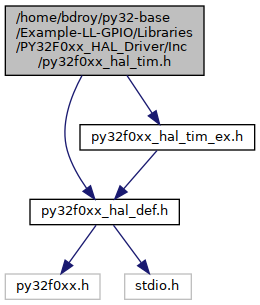 /home/bdroy/py32-base
/Example-LL-GPIO/Libraries
/PY32F0xx_HAL_Driver/Inc
/py32f0xx_hal_tim.h
py32f0xx_hal_tim_ex.h
py32f0xx_hal_def.h
py32f0xx.h
stdio.h